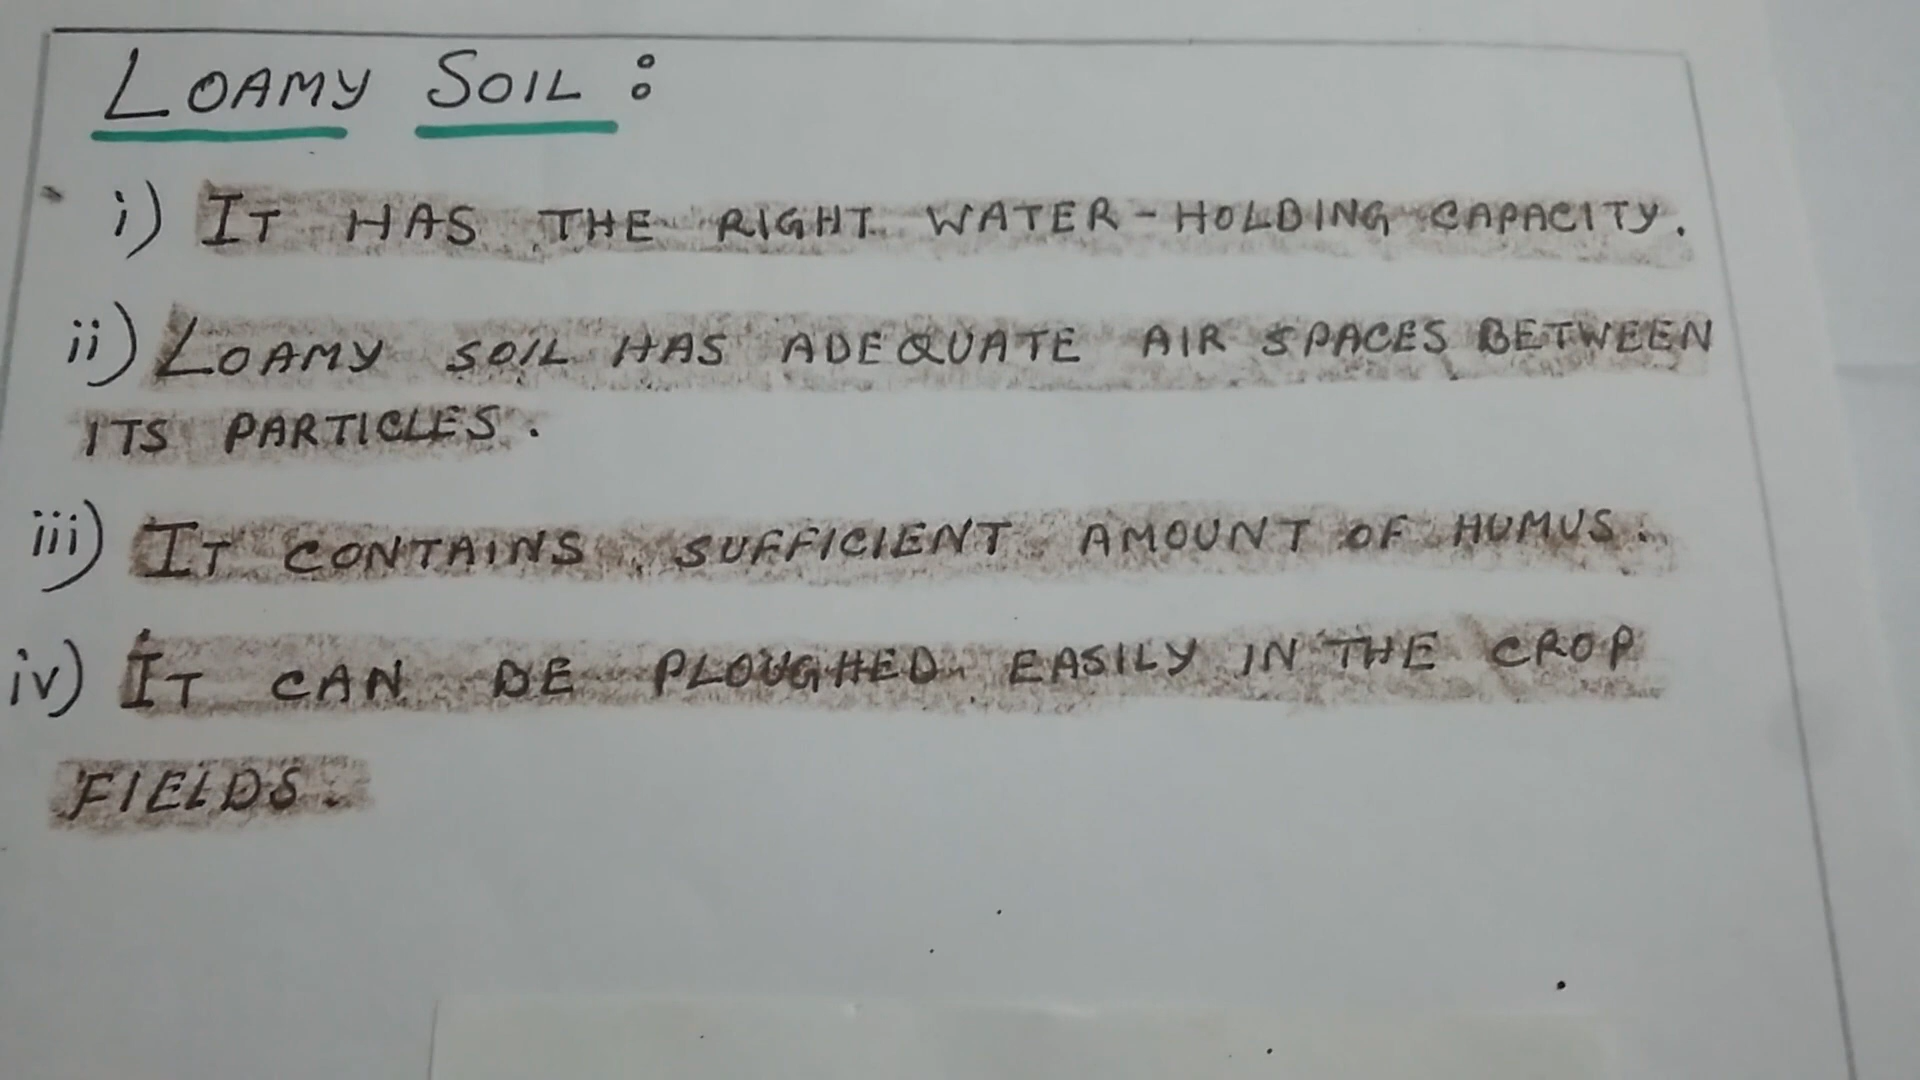 LOAMY SOIL:
i) IT HAS THE RIGHT WATER-HOLDING CAPACITY.
ii) LOAMY SOIL HAS ADEQUATE AIR SPACES BETWEEN
ITS PARTICLES.
iii) IT CONTAINS SUFFICIENT AMOUNT OF HUMUS.
iv) IT CAN BE PLOUGHED EASILY IN THE CROP
FIELDS.